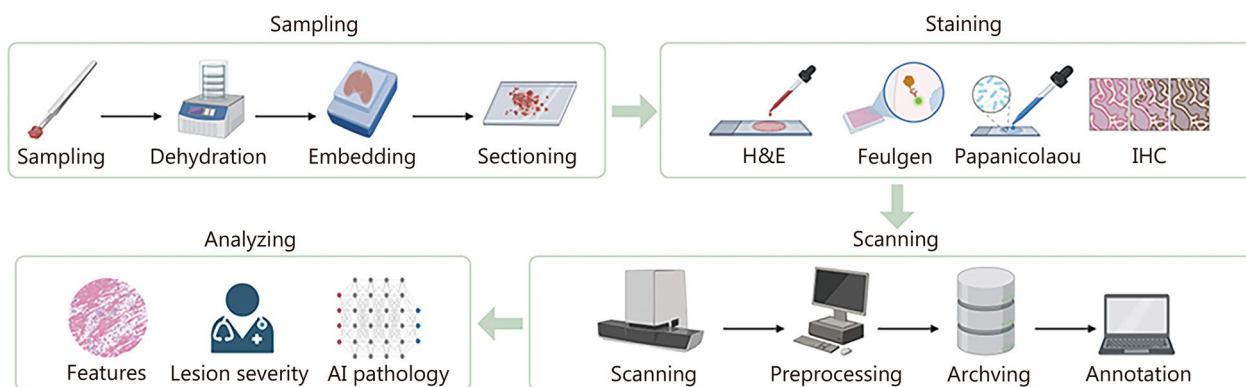 Sampling
Sampling
Dehydration
Embedding
Sectioning
Staining
H&E
Feulgen
Papanicolaou
IHC
Scanning
Scanning
Preprocessing
Archving
Annotation
Analyzing
Features
Lesion severity
AI pathology